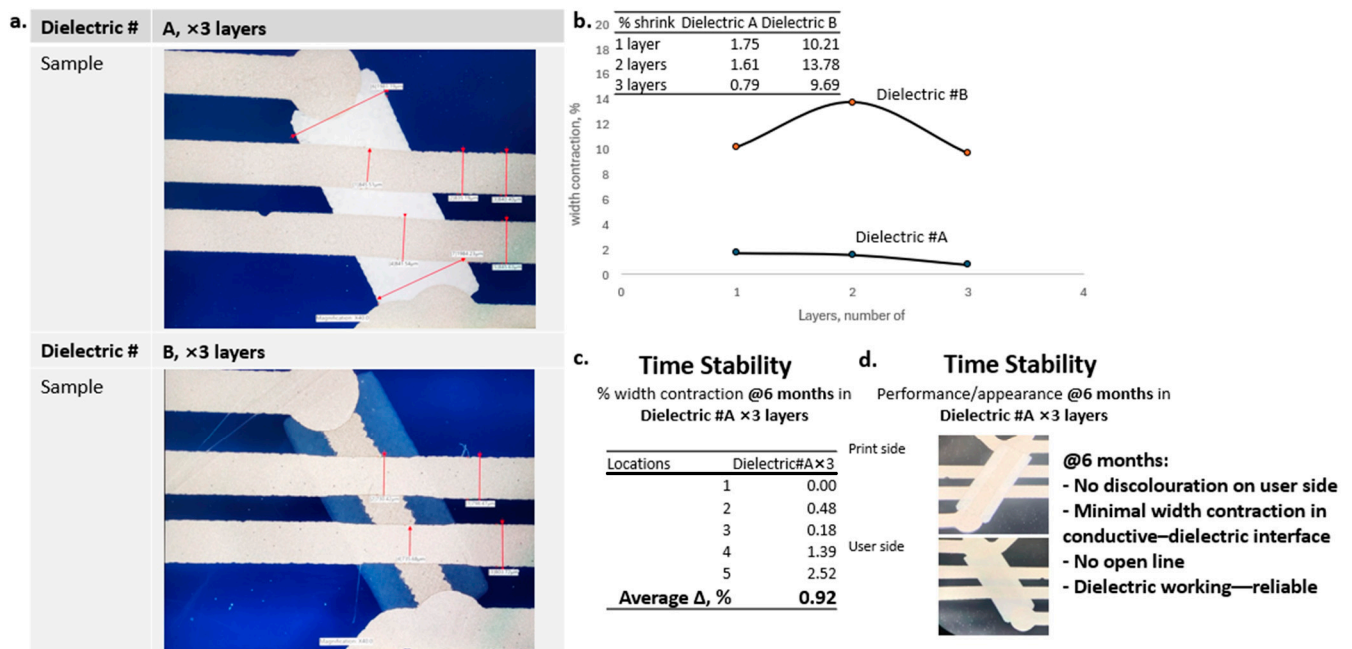 a.
Dielectric # A, ×3 layers
Sample
Dielectric # B, ×3 layers
Sample
b.
% shrink Dielectric A Dielectric B
1 layer 1.75 10.21
2 layers 1.61 13.78
3 layers 0.79 9.69
width contraction, %
20
18
16
14
12
10
8
6
4
2
0
Dielectric #B
Dielectric #A
0 1 2 3 4
Layers, number of
c.
Time Stability
% width contraction @6 months in
Dielectric #A ×3 layers
Locations Dielectric#A×3
1 0.00
2 0.48
3 0.18
4 1.39
5 2.52
Average Δ, % 0.92
d.
Time Stability
Performance/appearance @6 months in
Dielectric #A ×3 layers
Print side
User side
@6 months:
- No discolouration on user side
- Minimal width contraction in
conductive–dielectric interface
- No open line
- Dielectric working—reliable